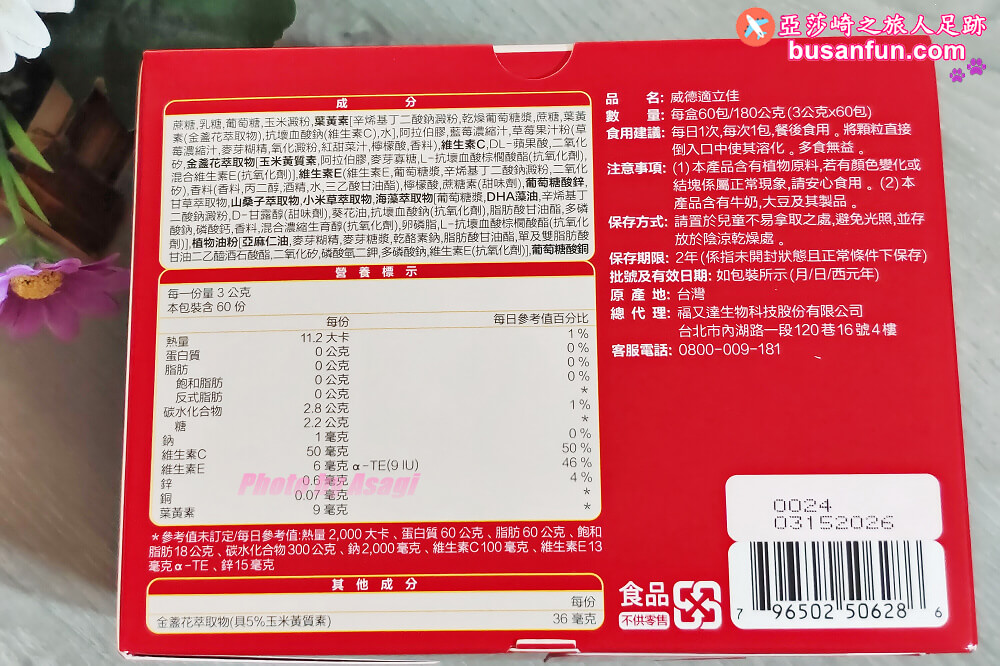 亞莎崎之旅人足跡
busanfun.com
成 分
蔗糖,乳糖,葡萄糖,玉米澱粉,葉黃素[辛烯基丁二酸鈉澱粉,乾燥葡萄糖漿,蔗糖,葉黃
素(金盞花萃取物),抗壞血酸鈉(維生素C),水],阿拉伯膠,藍莓濃縮汁,草莓果汁粉(草
莓濃縮汁,麥芽糊精,氧化澱粉,紅甜菜汁,檸檬酸,香料),維生素C,DL-蘋果酸,二氧化
矽,金盞花萃取物[玉米黃質素,阿拉伯膠,麥芽寡糖,L-抗壞血酸棕櫚酸酯(抗氧化劑),
混合維生素E(抗氧化劑)],維生素E(維生素E,葡萄糖漿,辛烯基丁二酸鈉澱粉,二氧化
矽),香料(香料,丙二醇,酒精,水,三乙酸甘油酯),檸檬酸,蔗糖素(甜味劑),葡萄糖酸鋅,
山桑子萃取物,小米草萃取物,海藻萃取物[葡萄糖漿,DHA藻油,辛烯基丁
二酸鈉澱粉,D-甘露醇(甜味劑),葵花油,抗壞血酸鈉(抗氧化劑),脂肪酸甘油酯,多磷
酸鈉,磷酸鈣,香料,混合濃縮生育醇(抗氧化劑),卵磷脂,L-抗壞血酸棕櫚酸酯(抗氧化
劑)],植物油粉[亞麻仁油,麥芽糊精,麥芽糖漿,乾酪素鈉,脂肪酸甘油酯,單及雙脂肪酸
甘油二乙醯酒石酸酯,二氧化矽,磷酸氫二鉀,多磷酸鈉,維生素E(抗氧化劑)],葡萄糖酸銅
營養標示
每一份量 3 公克
本包裝含 60 份
每份 每日參考值百分比
熱量 11.2 大卡 1 %
蛋白質 0 公克 0 %
脂肪 0 公克 0 %
飽和脂肪 0 公克 0 %
反式脂肪 0 公克 *
碳水化合物 2.8 公克 1 %
糖 2.2 公克 *
鈉 1 毫克 0 %
維生素C 50 毫克 50 %
維生素E 6 毫克 α-TE(9 IU) 46 %
鋅 0.6 毫克 4 %
銅 0.07 毫克 *
葉黃素 9 毫克 *
Photo by Asagi
*參考值未訂定/每日參考值:熱量 2,000 大卡、蛋白質 60 公克、脂肪 60 公克、飽和
脂肪18公克、碳水化合物300公克、鈉2,000毫克、維生素C100毫克、維生素E13
毫克α-TE、鋅15毫克
其他成分
每份
金盞花萃取物(具5%玉米黃質素) 36 毫克
品 名: 威德適立佳
數 量: 每盒60包/180公克(3公克x60包)
食用建議: 每日1次,每次1包,餐後食用。將顆粒直接
倒入口中使其溶化。多食無益。
注意事項: (1)本產品含有植物原料,若有顏色變化或
結塊係屬正常現象,請安心食用。(2)本
產品含有牛奶,大豆及其製品。
保存方式: 請置於兒童不易拿取之處,避免光照,並存
放於陰涼乾燥處。
保存期限: 2年(係指未開封狀態且正常條件下保存)
批號及有效日期: 如包裝所示(月/日/西元年)
原 產 地: 台灣
總 代 理: 福又達生物科技股份有限公司
台北市內湖路一段120巷16號4樓
客服電話: 0800-009-181
0024
03152026
食品
不供零售
7 96502 50628 6